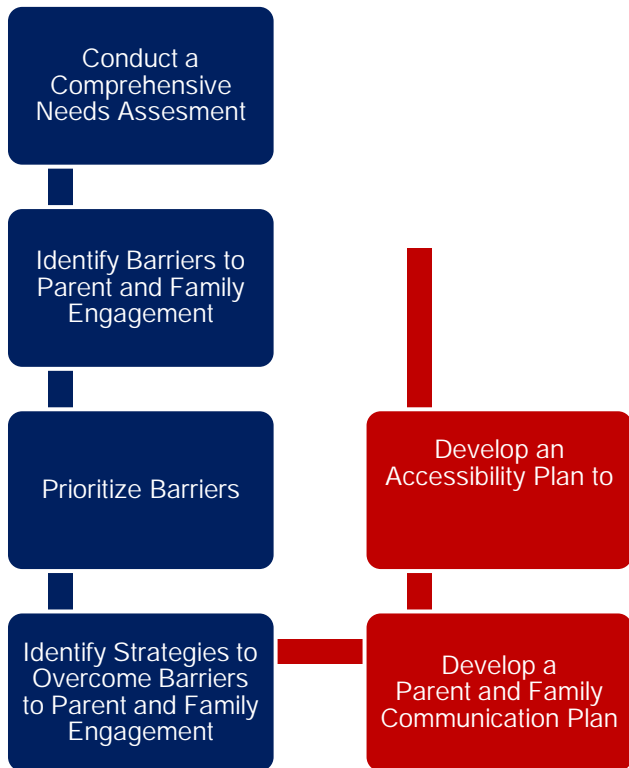 Conduct a
Comprehensive
Needs Assesment
Identify Barriers to
Parent and Family
Engagement
Prioritize Barriers
Identify Strategies to
Overcome Barriers
to Parent and Family
Engagement
Develop a
Parent and Family
Communication Plan
Develop an
Accessibility Plan to